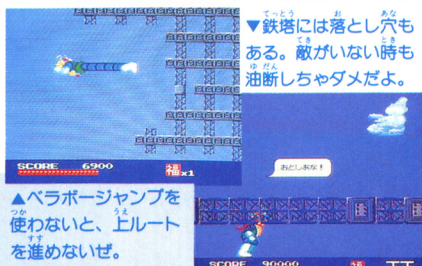 ▼鉄塔には落とし穴も
ある。敵がいない時も
油断しちゃダメだよ。
SCORE 6900
福x1
おとしあな！
▲ベラボージャンプを
使わないと、上ルート
を進めないぜ。
SCORE 90000